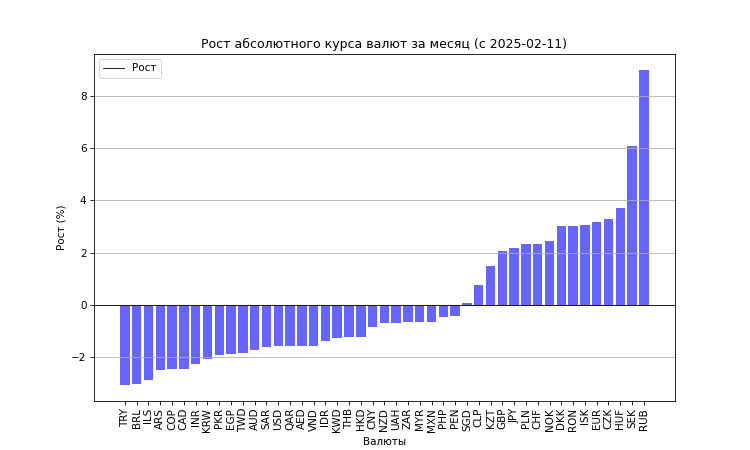 Рост абсолютного курса валют за месяц (с 2025-02-11)
Рост
8
6
4
2
0
−2
Рост (%)
TRY BRL ILS ARS COP CAD INR KRW PKR EGP TWD AUD SAR USD QAR AED VND IDR KWD THB HKD CNY NZD UAH ZAR MYR MXN PHP PEN SGD CLP KZT GBP JPY PLN CHF NOK DKK RON ISK EUR CZK HUF SEK RUB
Валюты